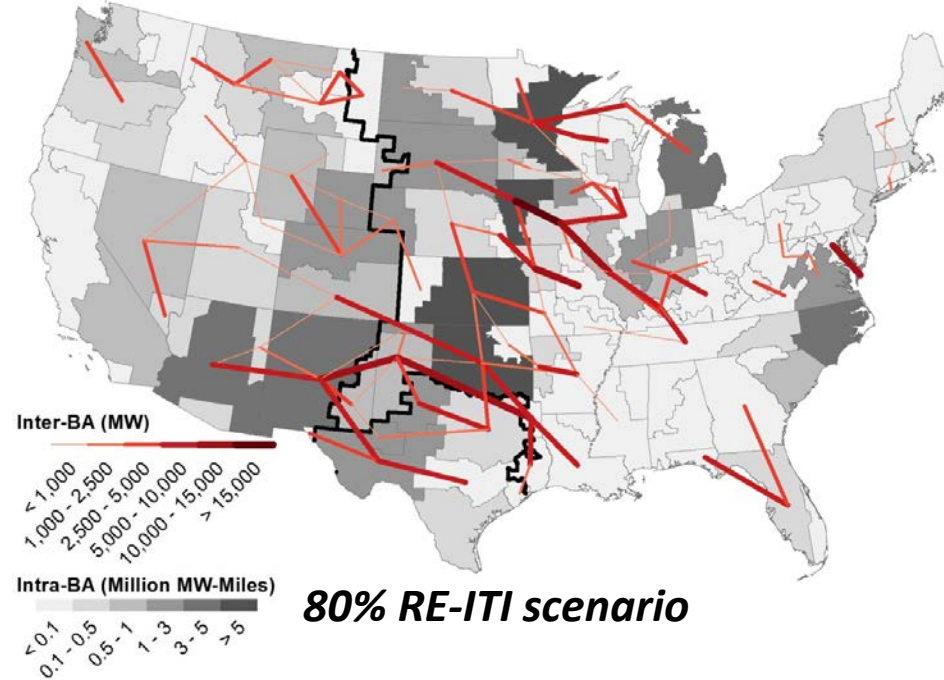 Inter-BA (MW)
< 1,000
1,000 - 2,500
2,500 - 5,000
5,000 - 10,000
10,000 - 15,000
> 15,000
Intra-BA (Million MW-Miles)
< 0.1
0.1 - 0.5
0.5 - 1
1 - 3
3 - 5
> 5
80% RE-ITI scenario